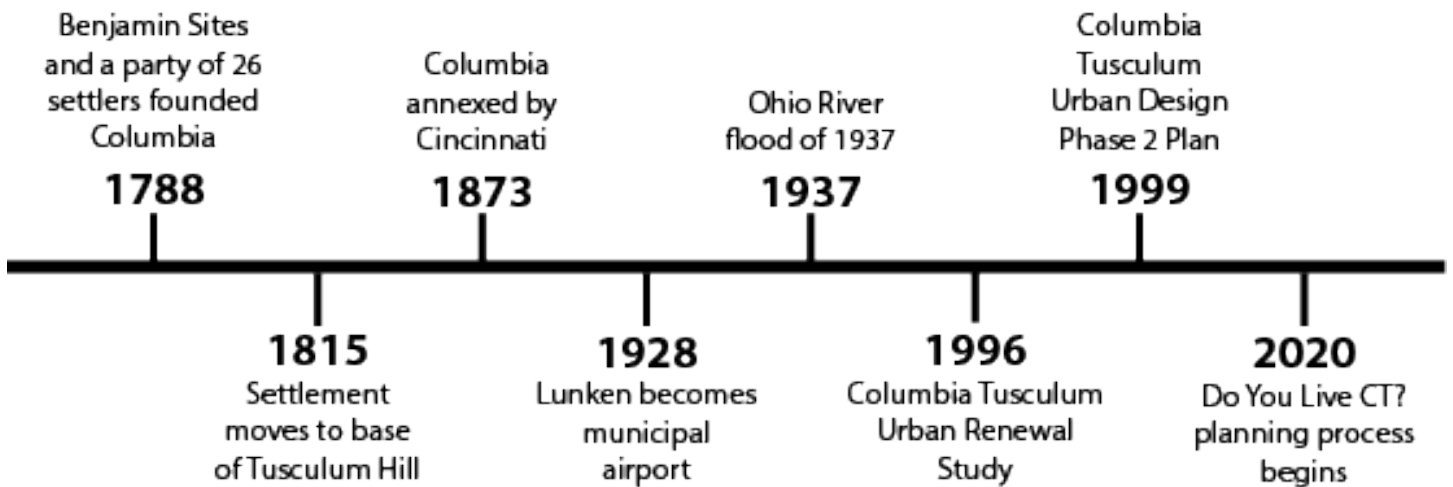 Benjamin Sites
and a party of 26
settlers founded
Columbia
1788
1815
Settlement
moves to base
of Tusculum Hill
Columbia
annexed by
Cincinnati
1873
1928
Lunken becomes
municipal
airport
Ohio River
flood of 1937
1937
1996
Columbia Tusculum
Urban Renewal
Study
Columbia
Tusculum
Urban Design
Phase 2 Plan
1999
2020
Do You Live CT?
planning process
begins